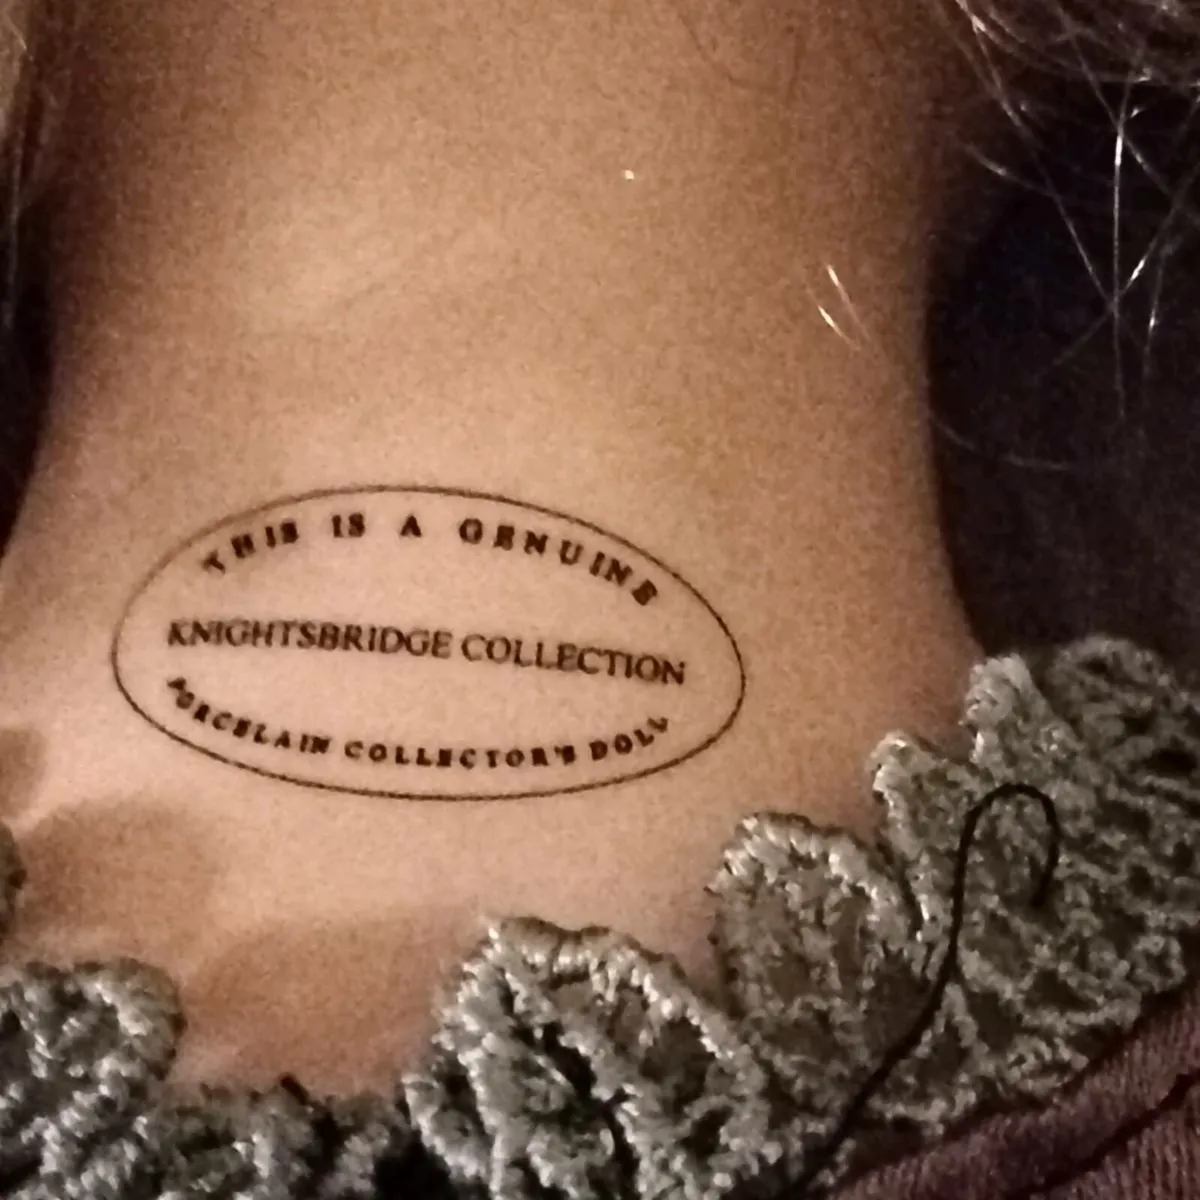 THIS IS A GENUINE
KNIGHTSBRIDGE COLLECTION
PORCELAIN COLLECTOR'S DOLL